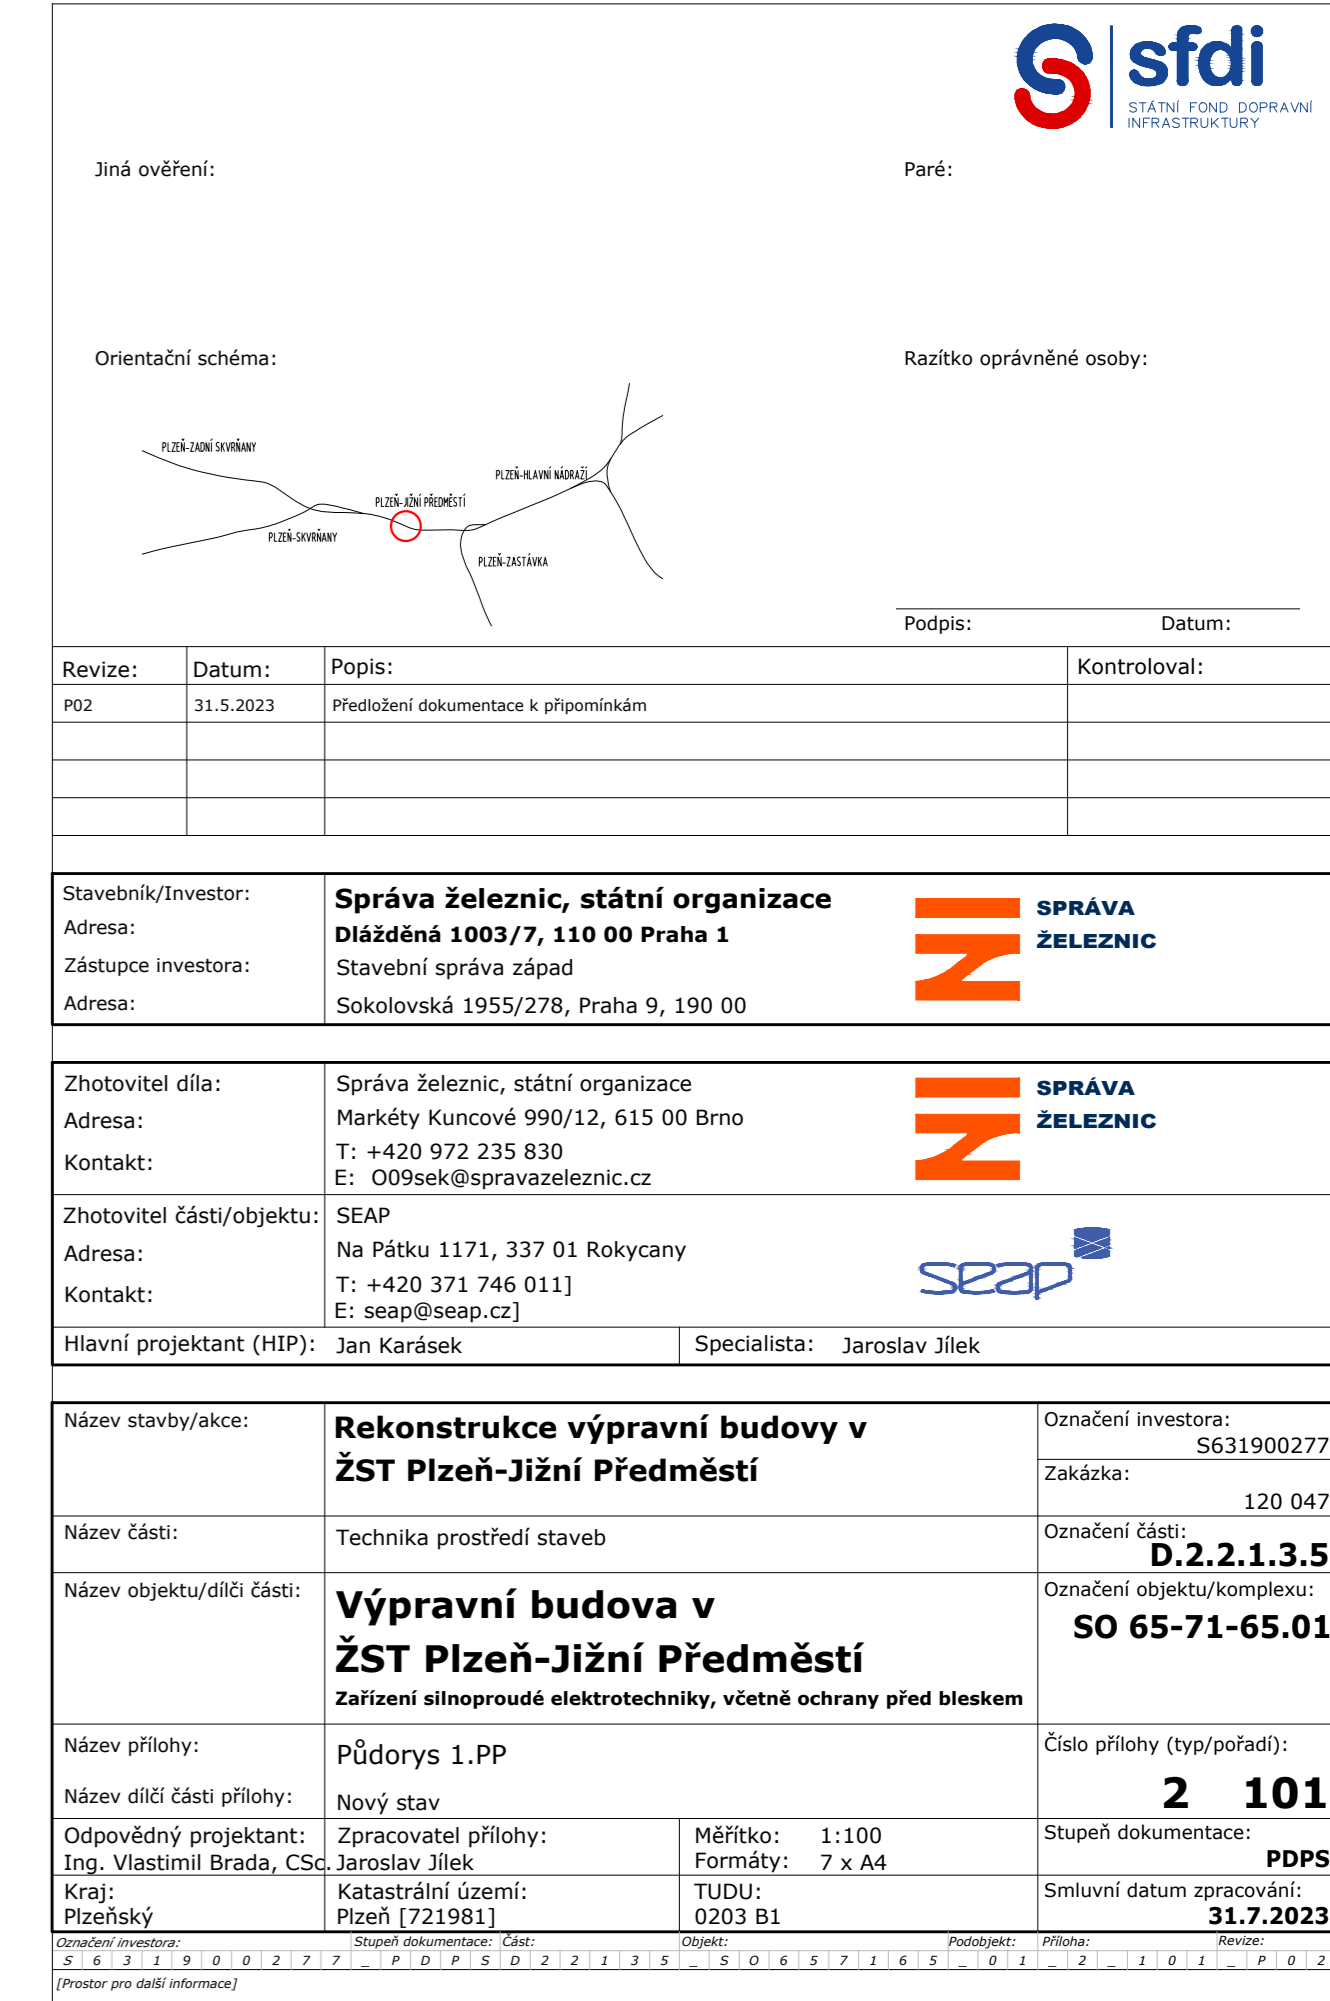 sfdi
STÁTNÍ FOND DOPRAVNÍ
INFRASTRUKTURY
Jiná ověření:
Paré:
Orientační schéma:
Razítko oprávněné osoby:
PLZEŇ-ZADNÍ SKVRŇANY
PLZEŇ-HLAVNÍ NÁDRAŽÍ
PLZEŇ-JIŽNÍ PŘEDMĚSTÍ
PLZEŇ-SKVRŇANY
PLZEŇ-ZASTÁVKA
Podpis: Datum:
Revize: Datum: Popis: Kontroloval:
P02 31.5.2023 Předložení dokumentace k připomínkám
Stavebník/Investor: Správa železnic, státní organizace
Adresa: Dlážděná 1003/7, 110 00 Praha 1
Zástupce investora: Stavební správa západ
Adresa: Sokolovská 1955/278, Praha 9, 190 00
SPRÁVA
ŽELEZNIC
Zhotovitel díla: Správa železnic, státní organizace
Adresa: Markéty Kuncové 990/12, 615 00 Brno
Kontakt: T: +420 972 235 830
E: O09sek@spravazeleznic.cz
SPRÁVA
ŽELEZNIC
Zhotovitel části/objektu: SEAP
Adresa: Na Pátku 1171, 337 01 Rokycany
Kontakt: T: +420 371 746 011]
E: seap@seap.cz]
seap
Hlavní projektant (HIP): Jan Karásek Specialista: Jaroslav Jílek
Název stavby/akce: Rekonstrukce výpravní budovy v
ŽST Plzeň-Jižní Předměstí
Označení investora:
S631900277
Zakázka:
120 047
Název části: Technika prostředí staveb
Označení části:
D.2.2.1.3.5
Název objektu/dílči části: Výpravní budova v
ŽST Plzeň-Jižní Předměstí
Zařízení silnoproudé elektrotechniky, včetně ochrany před bleskem
Označení objektu/komplexu:
SO 65-71-65.01
Název přílohy: Půdorys 1.PP
Číslo přílohy (typ/pořadí):
Název dílčí části přílohy: Nový stav
2 101
Odpovědný projektant: Zpracovatel přílohy: Měřítko: 1:100 Stupeň dokumentace:
Ing. Vlastimil Brada, CSc. Jaroslav Jílek Formáty: 7 x A4 PDPS
Kraj: Katastrální území: TUDU: Smluvní datum zpracování:
Plzeňský Plzeň [721981] 0203 B1 31.7.2023
Označení investora: Stupeň dokumentace: Část: Objekt: Podobjekt: Příloha: Revize:
S 6 3 1 9 0 0 2 7 7 _ P D P S D 2 2 1 3 5 _ S O 6 5 7 1 6 5 _ 0 1 _ 2 _ 1 0 1 _ P 0 2
[Prostor pro další informace]